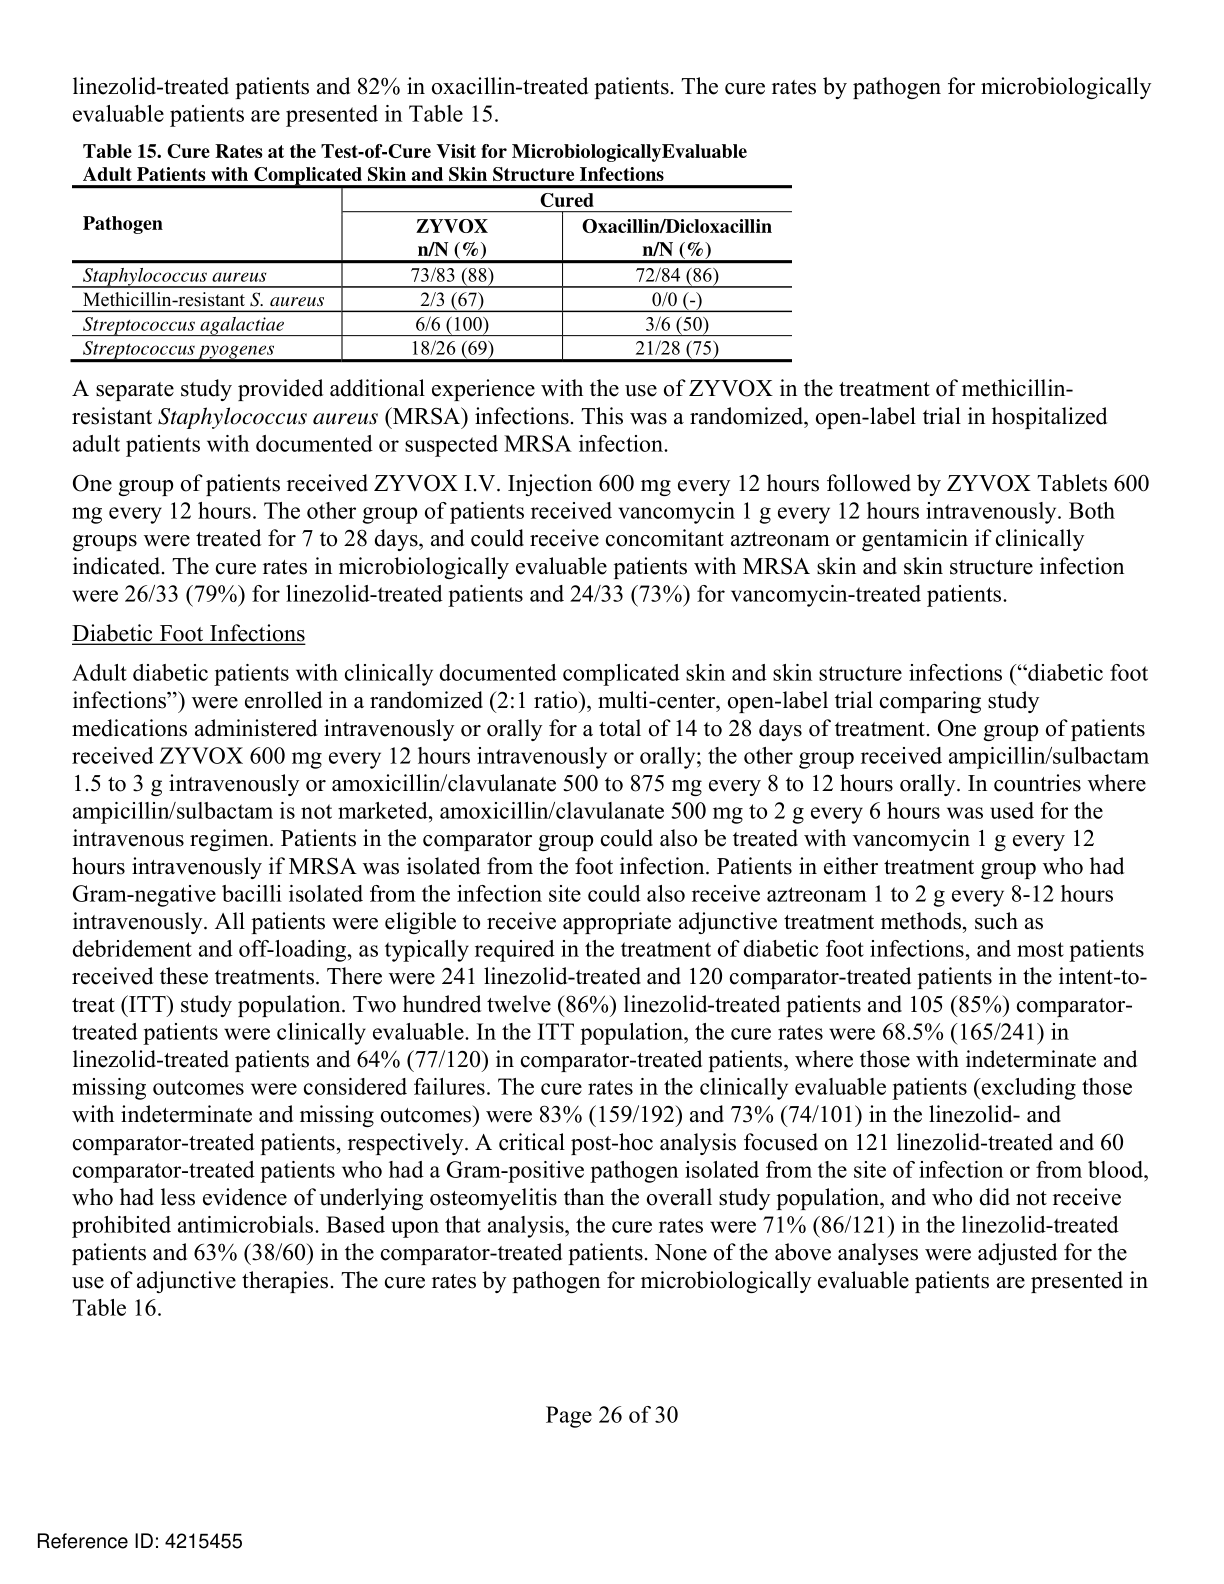 linezolid-treated patients and 82% in oxacillin-treated patients. The cure rates by pathogen for microbiologically
evaluable patients are presented in Table 15.
Table 15. Cure Rates at the Test-of-Cure Visit for MicrobiologicallyEvaluable
Adult Patients with Complicated Skin and Skin Structure Infections
Pathogen
Cured
ZYVOX
n/N (%)
Oxacillin/Dicloxacillin
n/N (%)
Staphylococcus aureus 73/83 (88) 72/84 (86)
Methicillin-resistant S. aureus 2/3 (67) 0/0 (-)
Streptococcus agalactiae 6/6 (100) 3/6 (50)
Streptococcus pyogenes 18/26 (69) 21/28 (75)
A separate study provided additional experience with the use of ZYVOX in the treatment of methicillin-
resistant Staphylococcus aureus (MRSA) infections. This was a randomized, open-label trial in hospitalized
adult patients with documented or suspected MRSA infection.
One group of patients received ZYVOX I.V. Injection 600 mg every 12 hours followed by ZYVOX Tablets 600
mg every 12 hours. The other group of patients received vancomycin 1 g every 12 hours intravenously. Both
groups were treated for 7 to 28 days, and could receive concomitant aztreonam or gentamicin if clinically
indicated. The cure rates in microbiologically evaluable patients with MRSA skin and skin structure infection
were 26/33 (79%) for linezolid-treated patients and 24/33 (73%) for vancomycin-treated patients.
Diabetic Foot Infections
Adult diabetic patients with clinically documented complicated skin and skin structure infections (“diabetic foot
infections”) were enrolled in a randomized (2:1 ratio), multi-center, open-label trial comparing study
medications administered intravenously or orally for a total of 14 to 28 days of treatment. One group of patients
received ZYVOX 600 mg every 12 hours intravenously or orally; the other group received ampicillin/sulbactam
1.5 to 3 g intravenously or amoxicillin/clavulanate 500 to 875 mg every 8 to 12 hours orally. In countries where
ampicillin/sulbactam is not marketed, amoxicillin/clavulanate 500 mg to 2 g every 6 hours was used for the
intravenous regimen. Patients in the comparator group could also be treated with vancomycin 1 g every 12
hours intravenously if MRSA was isolated from the foot infection. Patients in either treatment group who had
Gram-negative bacilli isolated from the infection site could also receive aztreonam 1 to 2 g every 8-12 hours
intravenously. All patients were eligible to receive appropriate adjunctive treatment methods, such as
debridement and off-loading, as typically required in the treatment of diabetic foot infections, and most patients
received these treatments. There were 241 linezolid-treated and 120 comparator-treated patients in the intent-to-
treat (ITT) study population. Two hundred twelve (86%) linezolid-treated patients and 105 (85%) comparator-
treated patients were clinically evaluable. In the ITT population, the cure rates were 68.5% (165/241) in
linezolid-treated patients and 64% (77/120) in comparator-treated patients, where those with indeterminate and
missing outcomes were considered failures. The cure rates in the clinically evaluable patients (excluding those
with indeterminate and missing outcomes) were 83% (159/192) and 73% (74/101) in the linezolid- and
comparator-treated patients, respectively. A critical post-hoc analysis focused on 121 linezolid-treated and 60
comparator-treated patients who had a Gram-positive pathogen isolated from the site of infection or from blood,
who had less evidence of underlying osteomyelitis than the overall study population, and who did not receive
prohibited antimicrobials. Based upon that analysis, the cure rates were 71% (86/121) in the linezolid-treated
patients and 63% (38/60) in the comparator-treated patients. None of the above analyses were adjusted for the
use of adjunctive therapies. The cure rates by pathogen for microbiologically evaluable patients are presented in
Table 16.
Page 26 of 30
Reference ID: 4215455